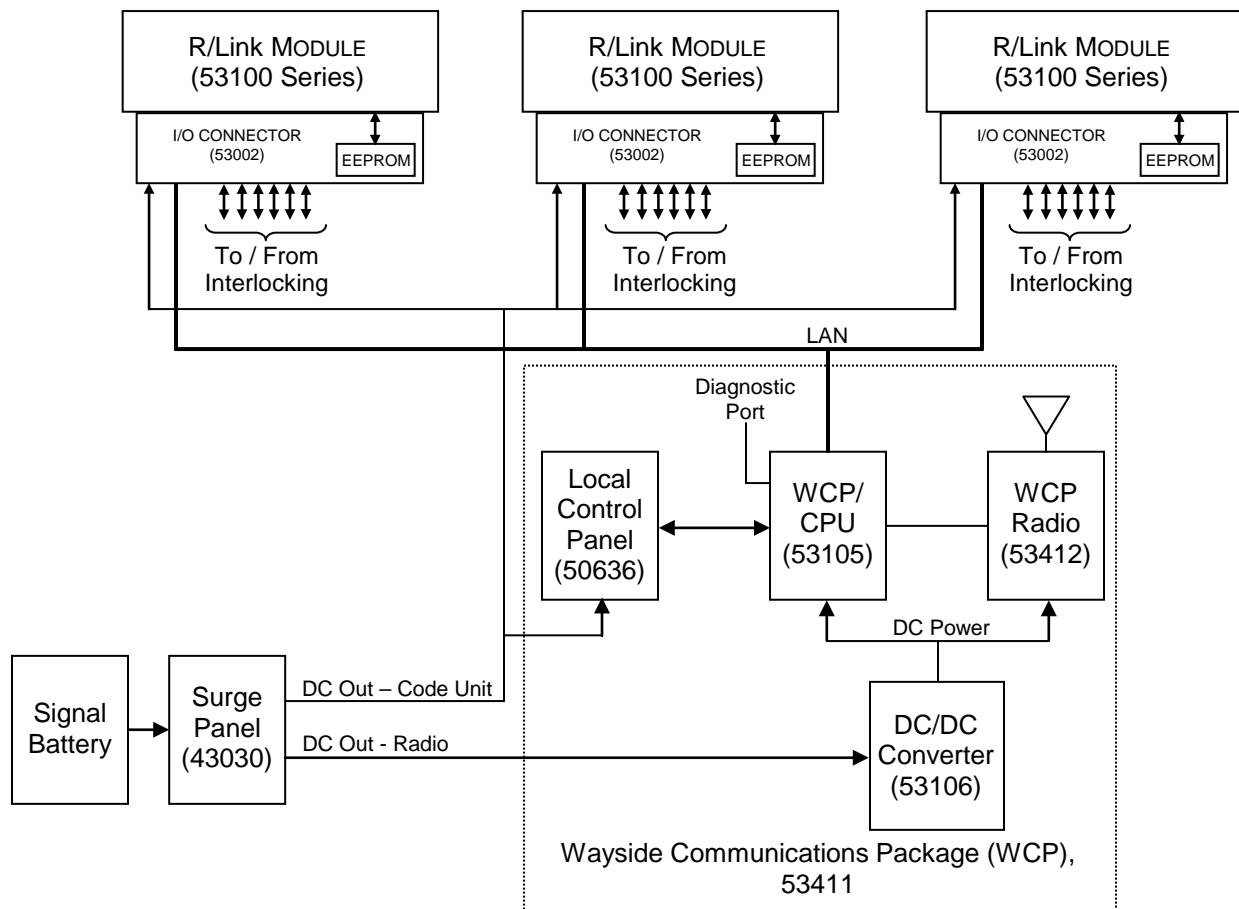 R/Link MODULE
(53100 Series)
R/Link MODULE
(53100 Series)
R/Link MODULE
(53100 Series)
I/O CONNECTOR
(53002)
EEPROM
I/O CONNECTOR
(53002)
EEPROM
I/O CONNECTOR
(53002)
EEPROM
To / From
Interlocking
To / From
Interlocking
To / From
Interlocking
LAN
Diagnostic
Port
Local
Control
Panel
(50636)
WCP/
CPU
(53105)
WCP
Radio
(53412)
DC Power
Signal
Battery
Surge
Panel
(43030)
DC Out – Code Unit
DC Out - Radio
DC/DC
Converter
(53106)
Wayside Communications Package (WCP),
53411